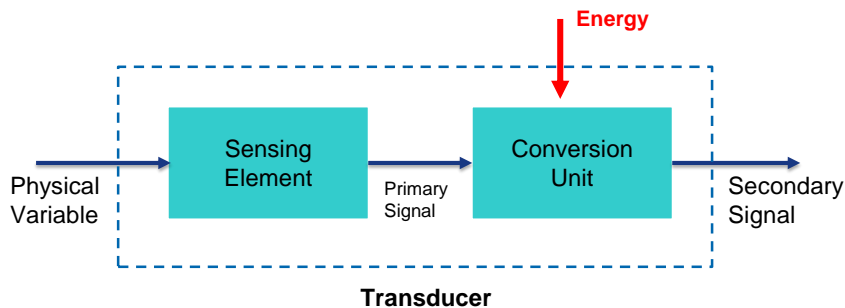 Energy
Sensing
Element
Conversion
Unit
Physical
Variable
Primary
Signal
Secondary
Signal
Transducer